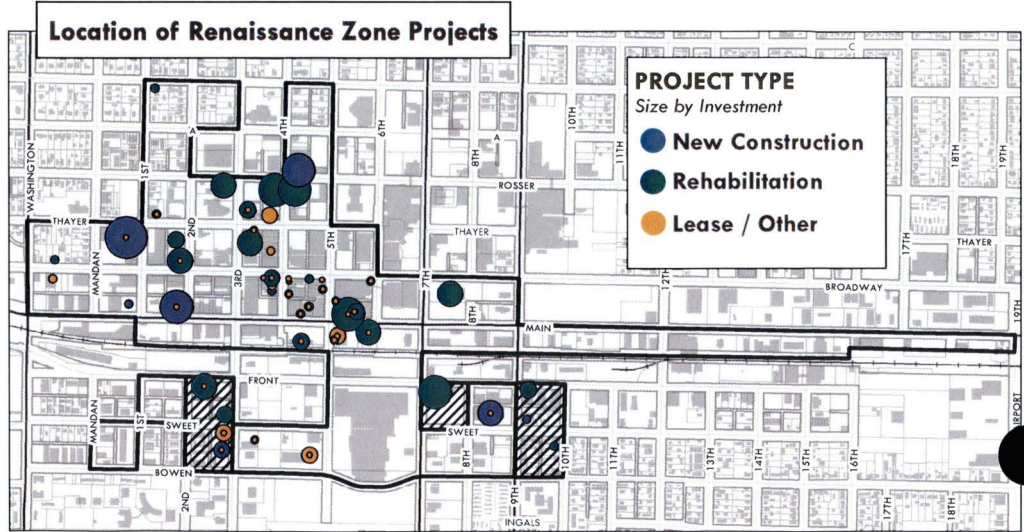 Location of Renaissance Zone Projects
PROJECT TYPE
Size by Investment
New Construction
Rehabilitation
Lease / Other
C
WASHINGTON
1ST
A
4TH
6TH
A
8TH
10TH
11TH
18TH
19TH
ROSSER
THAYER
2ND
5TH
THAYER
17TH
THAYER
MANDAN
3RD
7TH
8TH
12TH
BROADWAY
19TH
MAIN
FRONT
MANDAN
1ST
SWEET
SWEET
8TH
10TH
11TH
13TH
14TH
15TH
16TH
IRPORT
BOWEN
2ND
9TH
17TH
18TH
INGALS